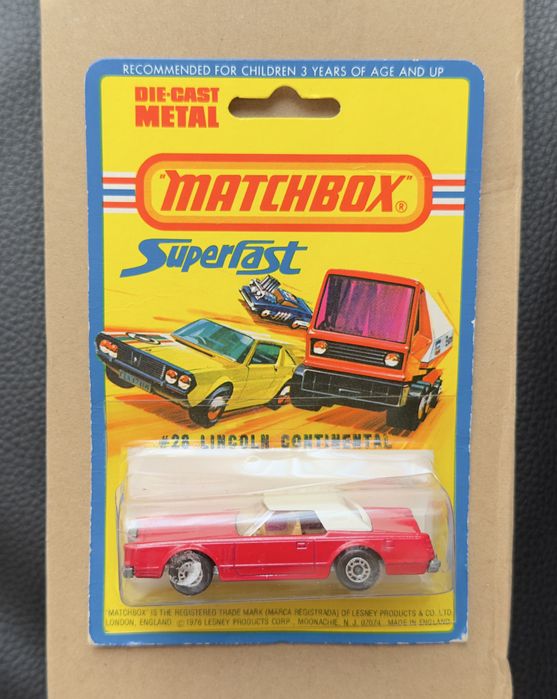 RECOMMENDED FOR CHILDREN 3 YEARS OF AGE AND UP
DIE-CAST
METAL
"MATCHBOX"®
Superfast
#28 LINCOLN CONTINENTAL
"MATCHBOX" IS THE REGISTERED TRADE MARK (MARCA REGISTRADA) OF LESNEY PRODUCTS & CO. LTD.
LONDON, ENGLAND ©1976 LESNEY PRODUCTS CORP., MOONACHIE, N. J. 07074 MADE IN ENGLAND